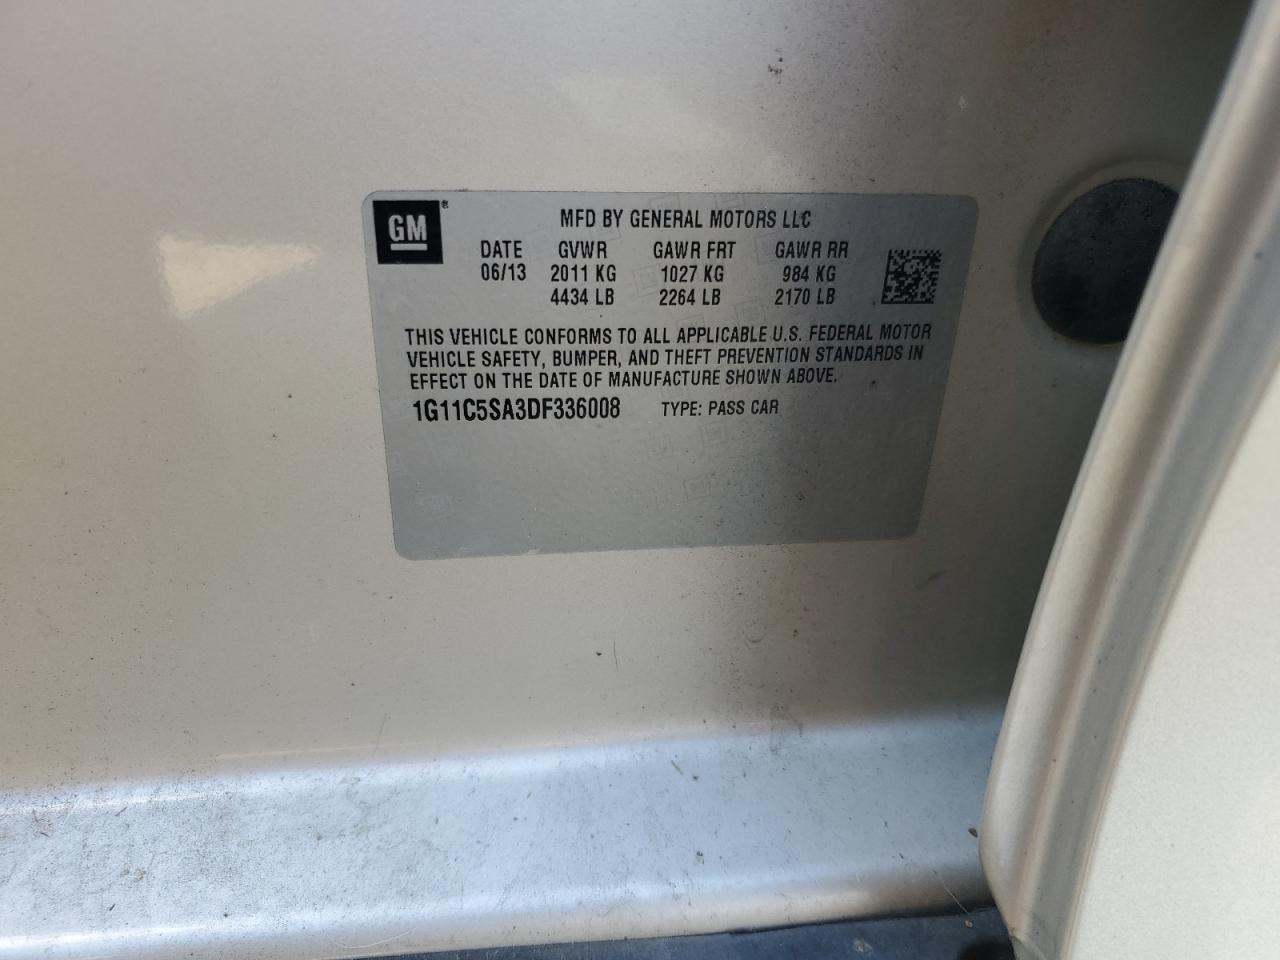 GM®
MFD BY GENERAL MOTORS LLC
DATE GVWR GAWR FRT GAWR RR
06/13 2011 KG 1027 KG 984 KG
4434 LB 2264 LB 2170 LB
THIS VEHICLE CONFORMS TO ALL APPLICABLE U.S. FEDERAL MOTOR
VEHICLE SAFETY, BUMPER, AND THEFT PREVENTION STANDARDS IN
EFFECT ON THE DATE OF MANUFACTURE SHOWN ABOVE.
1G11C5SA3DF336008 TYPE: PASS CAR